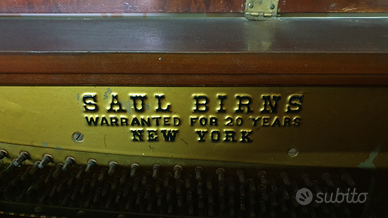 SAUL BIRNS
WARRANTED FOR 20 YEARS
NEW YORK
subito